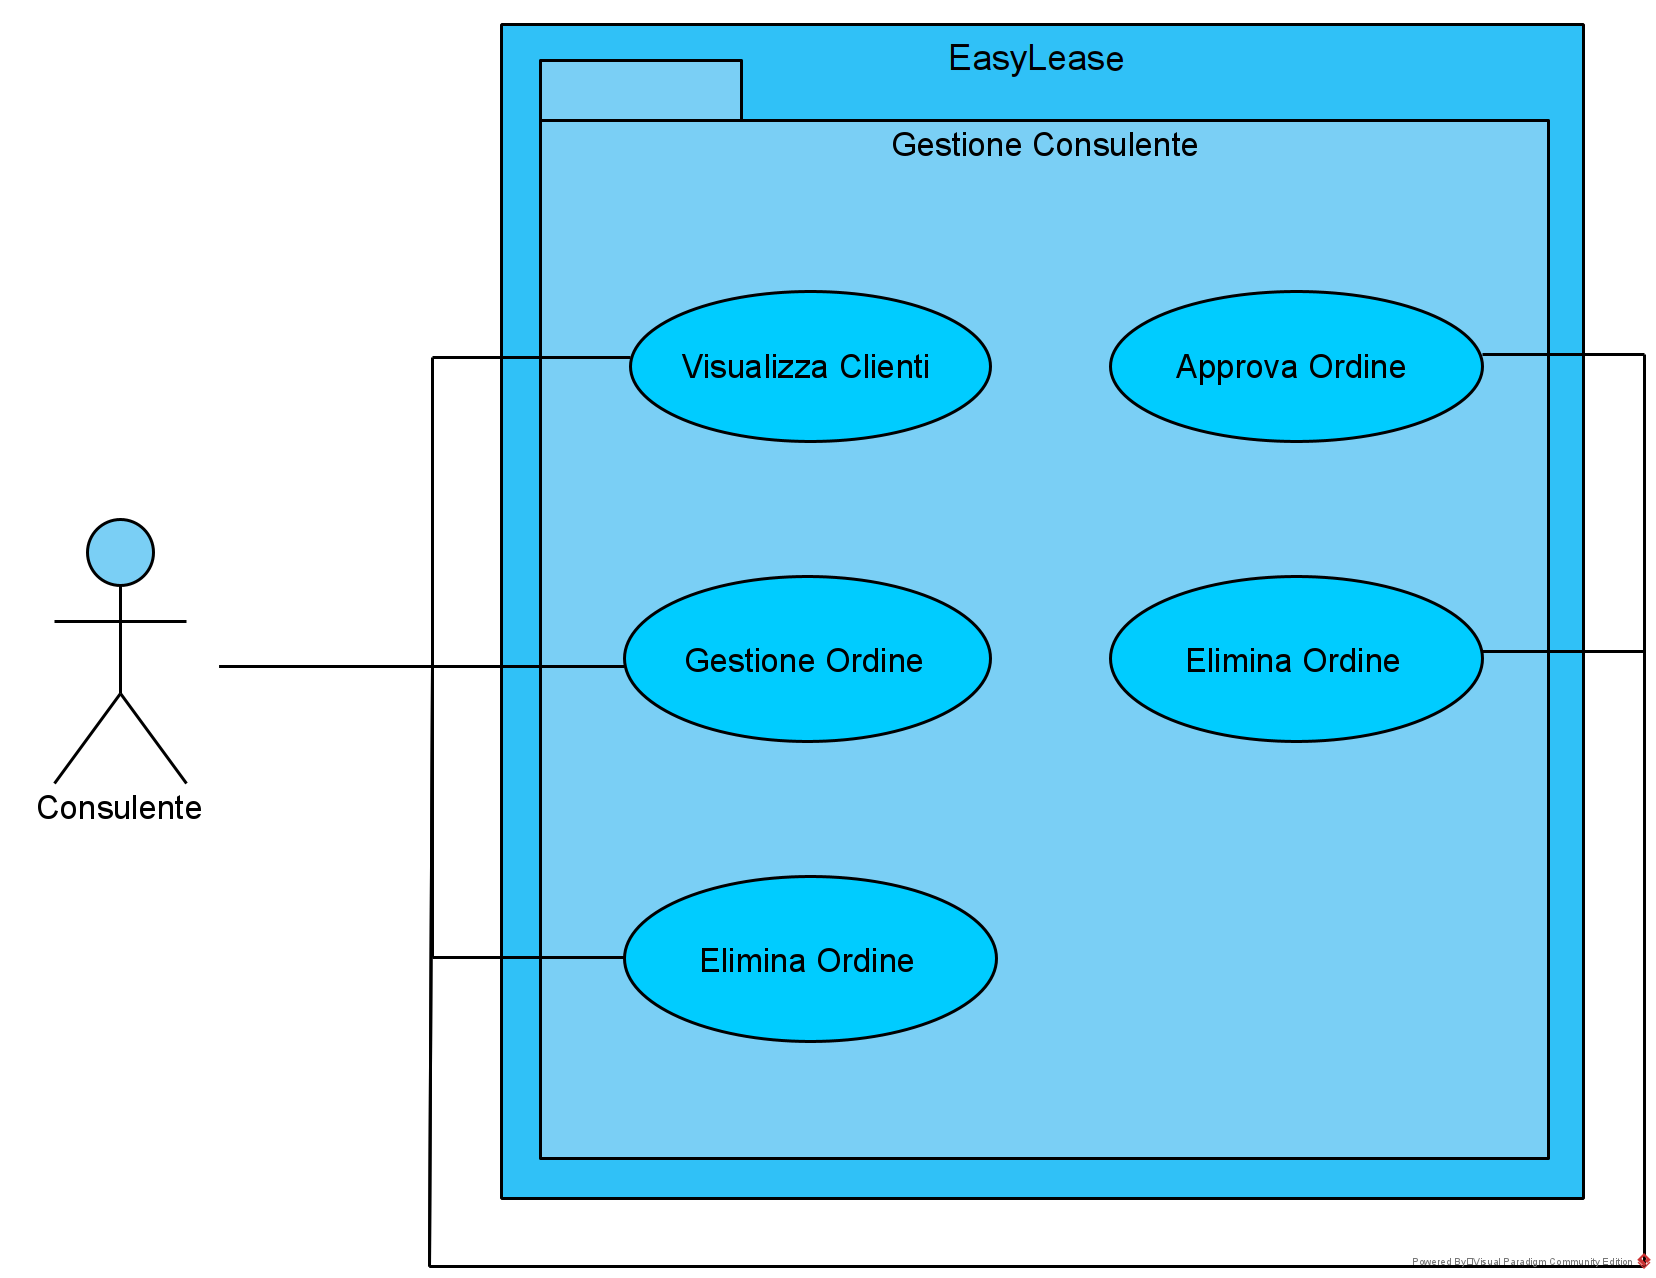 EasyLease
Gestione Consulente
Visualizza Clienti
Approva Ordine
Gestione Ordine
Elimina Ordine
Consulente
Elimina Ordine
Powered By▯Visual Paradigm Community Edition